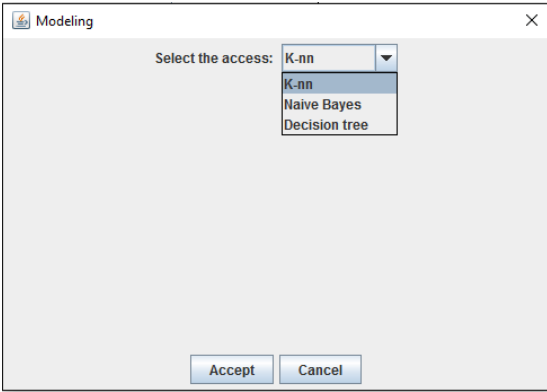 Modeling
Select the access: K-nn
K-nn
Naive Bayes
Decision tree
Accept Cancel